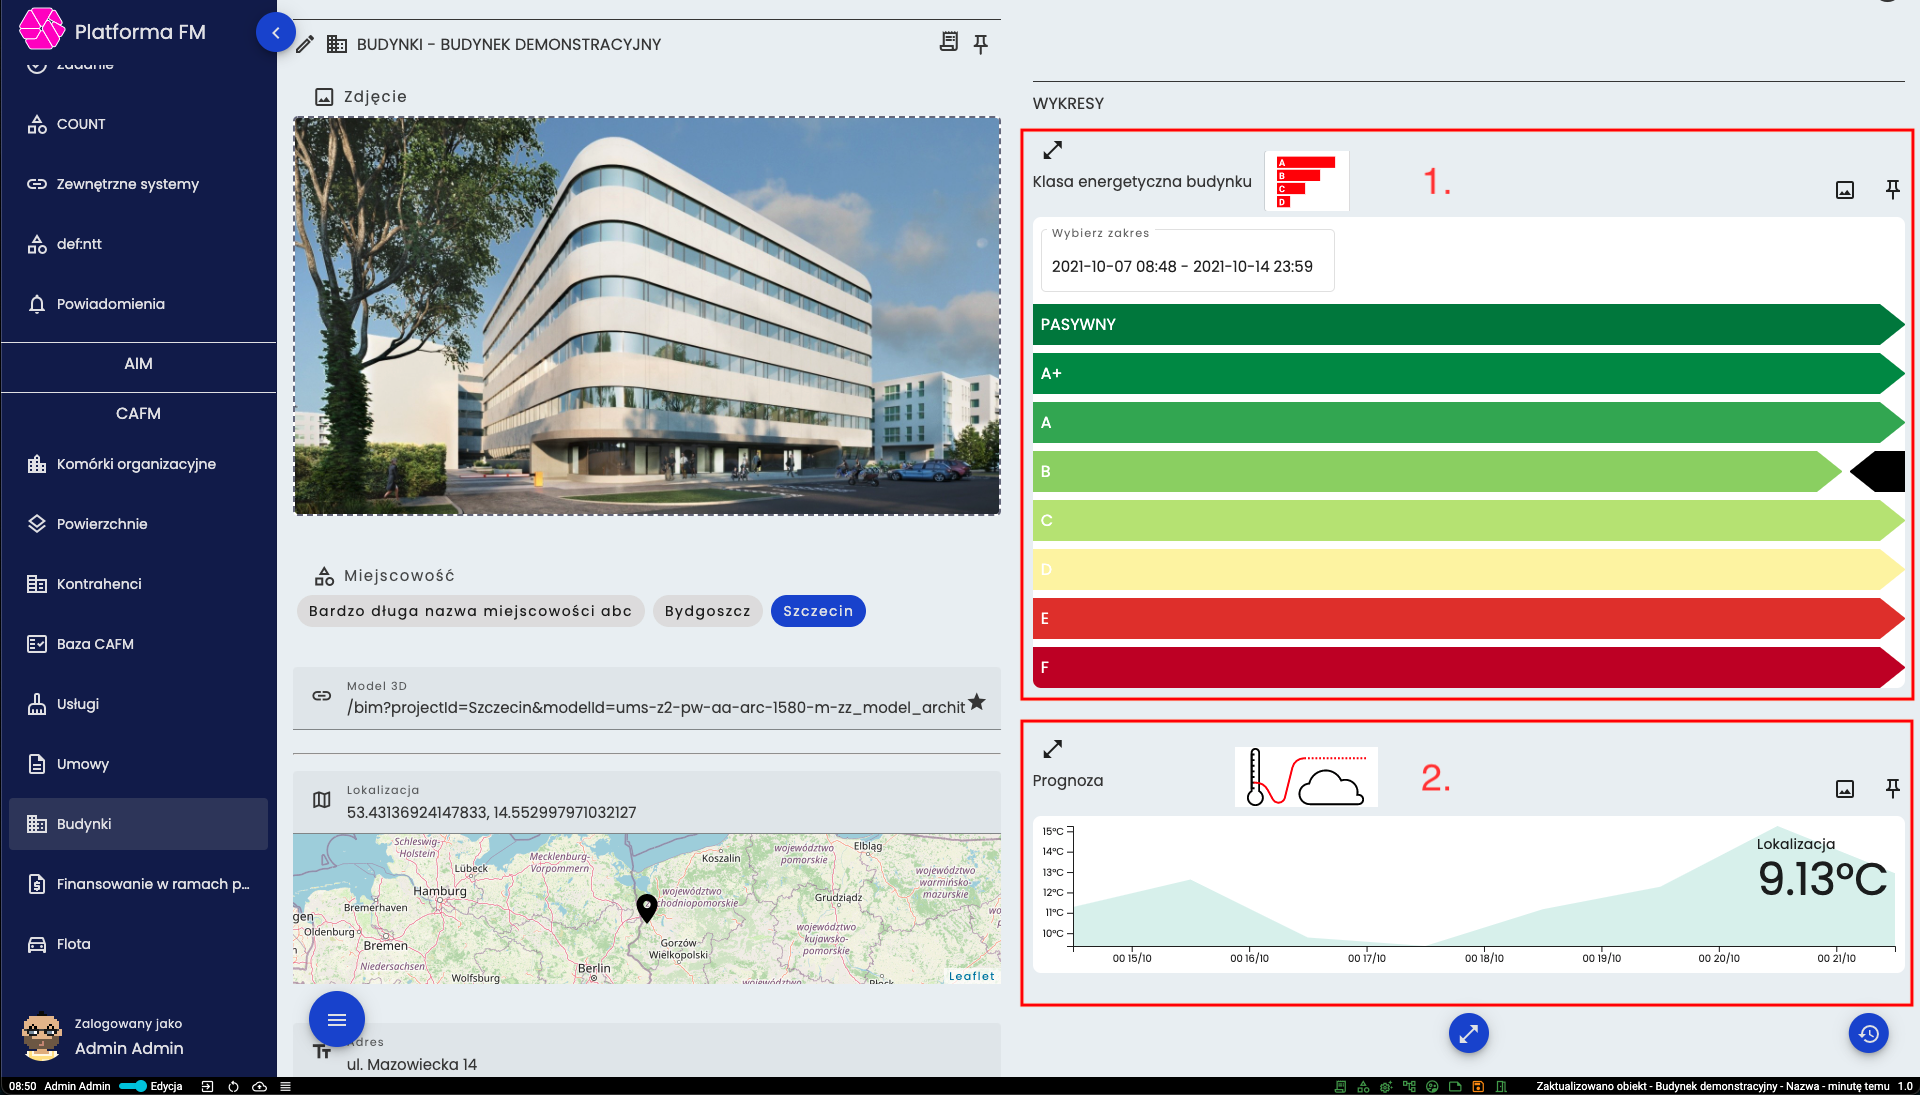 Platforma FM
Zadanie
COUNT
Zewnętrzne systemy
def:ntt
Powiadomienia
AIM
CAFM
Komórki organizacyjne
Powierzchnie
Kontrahenci
Baza CAFM
Usługi
Umowy
Budynki
Finansowanie w ramach p...
Flota
Zalogowany jako
Admin Admin
BUDYNKI - BUDYNEK DEMONSTRACYJNY
Zdjęcie
Miejscowość
Bardzo długa nazwa miejscowości abc
Bydgoszcz
Szczecin
Model 3D
/bim?projectId=Szczecin&modelId=ums-z2-pw-aa-arc-1580-m-zz_model_archit
Lokalizacja
53.43136924147833, 14.552997971032127
Schleswig-
Holstein
Lübeck
Mecklenburg-
Vorpommern
Hamburg
Bremerhaven
gen
Oldenburg
Bremen
Niedersachsen
Wolfsburg
Berlin
Koszalin
województwo
pomorskie
Elbląg
województwo
warmińsko-
mazurskie
województwo
chodniopomorskie
Grudziądz
wo
Gorzów
Wielkopolski
województwo
kujawsko-
pomorskie
Płock
Leaflet
Adres
ul. Mazowiecka 14
WYKRESY
Klasa energetyczna budynku
A
B
C
D
1.
Wybierz zakres
2021-10-07 08:48 - 2021-10-14 23:59
PASYWNY
A+
A
B
C
D
E
F
Prognoza
2.
15°C
14°C
13°C
12°C
11°C
10°C
Lokalizacja
9.13°C
00 15/10
00 16/10
00 17/10
00 18/10
00 19/10
00 20/10
00 21/10
08:50 Admin Admin Edycja
Zaktualizowano obiekt - Budynek demonstracyjny - Nazwa - minutę temu 1.0